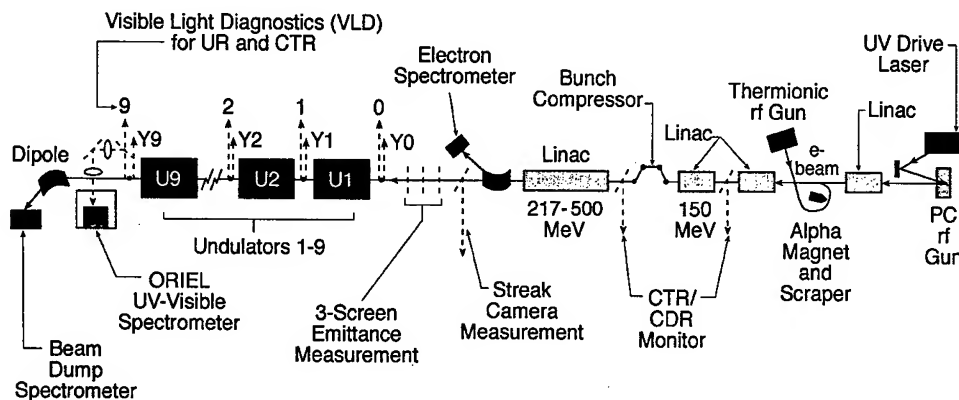 Visible Light Diagnostics (VLD)
for UR and CTR
9
2
1
0
Y9
Y2
Y1
Y0
Electron
Spectrometer
Bunch
Compressor
UV Drive
Laser
Thermionic
rf Gun
Linac
Dipole
Linac
Linac
e-
beam
U9
U2
U1
217-500
MeV
150
MeV
Undulators 1-9
Alpha
Magnet
and
Scraper
PC
rf
Gun
ORIEL
UV-Visible
Spectrometer
3-Screen
Emittance
Measurement
Streak
Camera
Measurement
CTR/
CDR
Monitor
Beam
Dump
Spectrometer